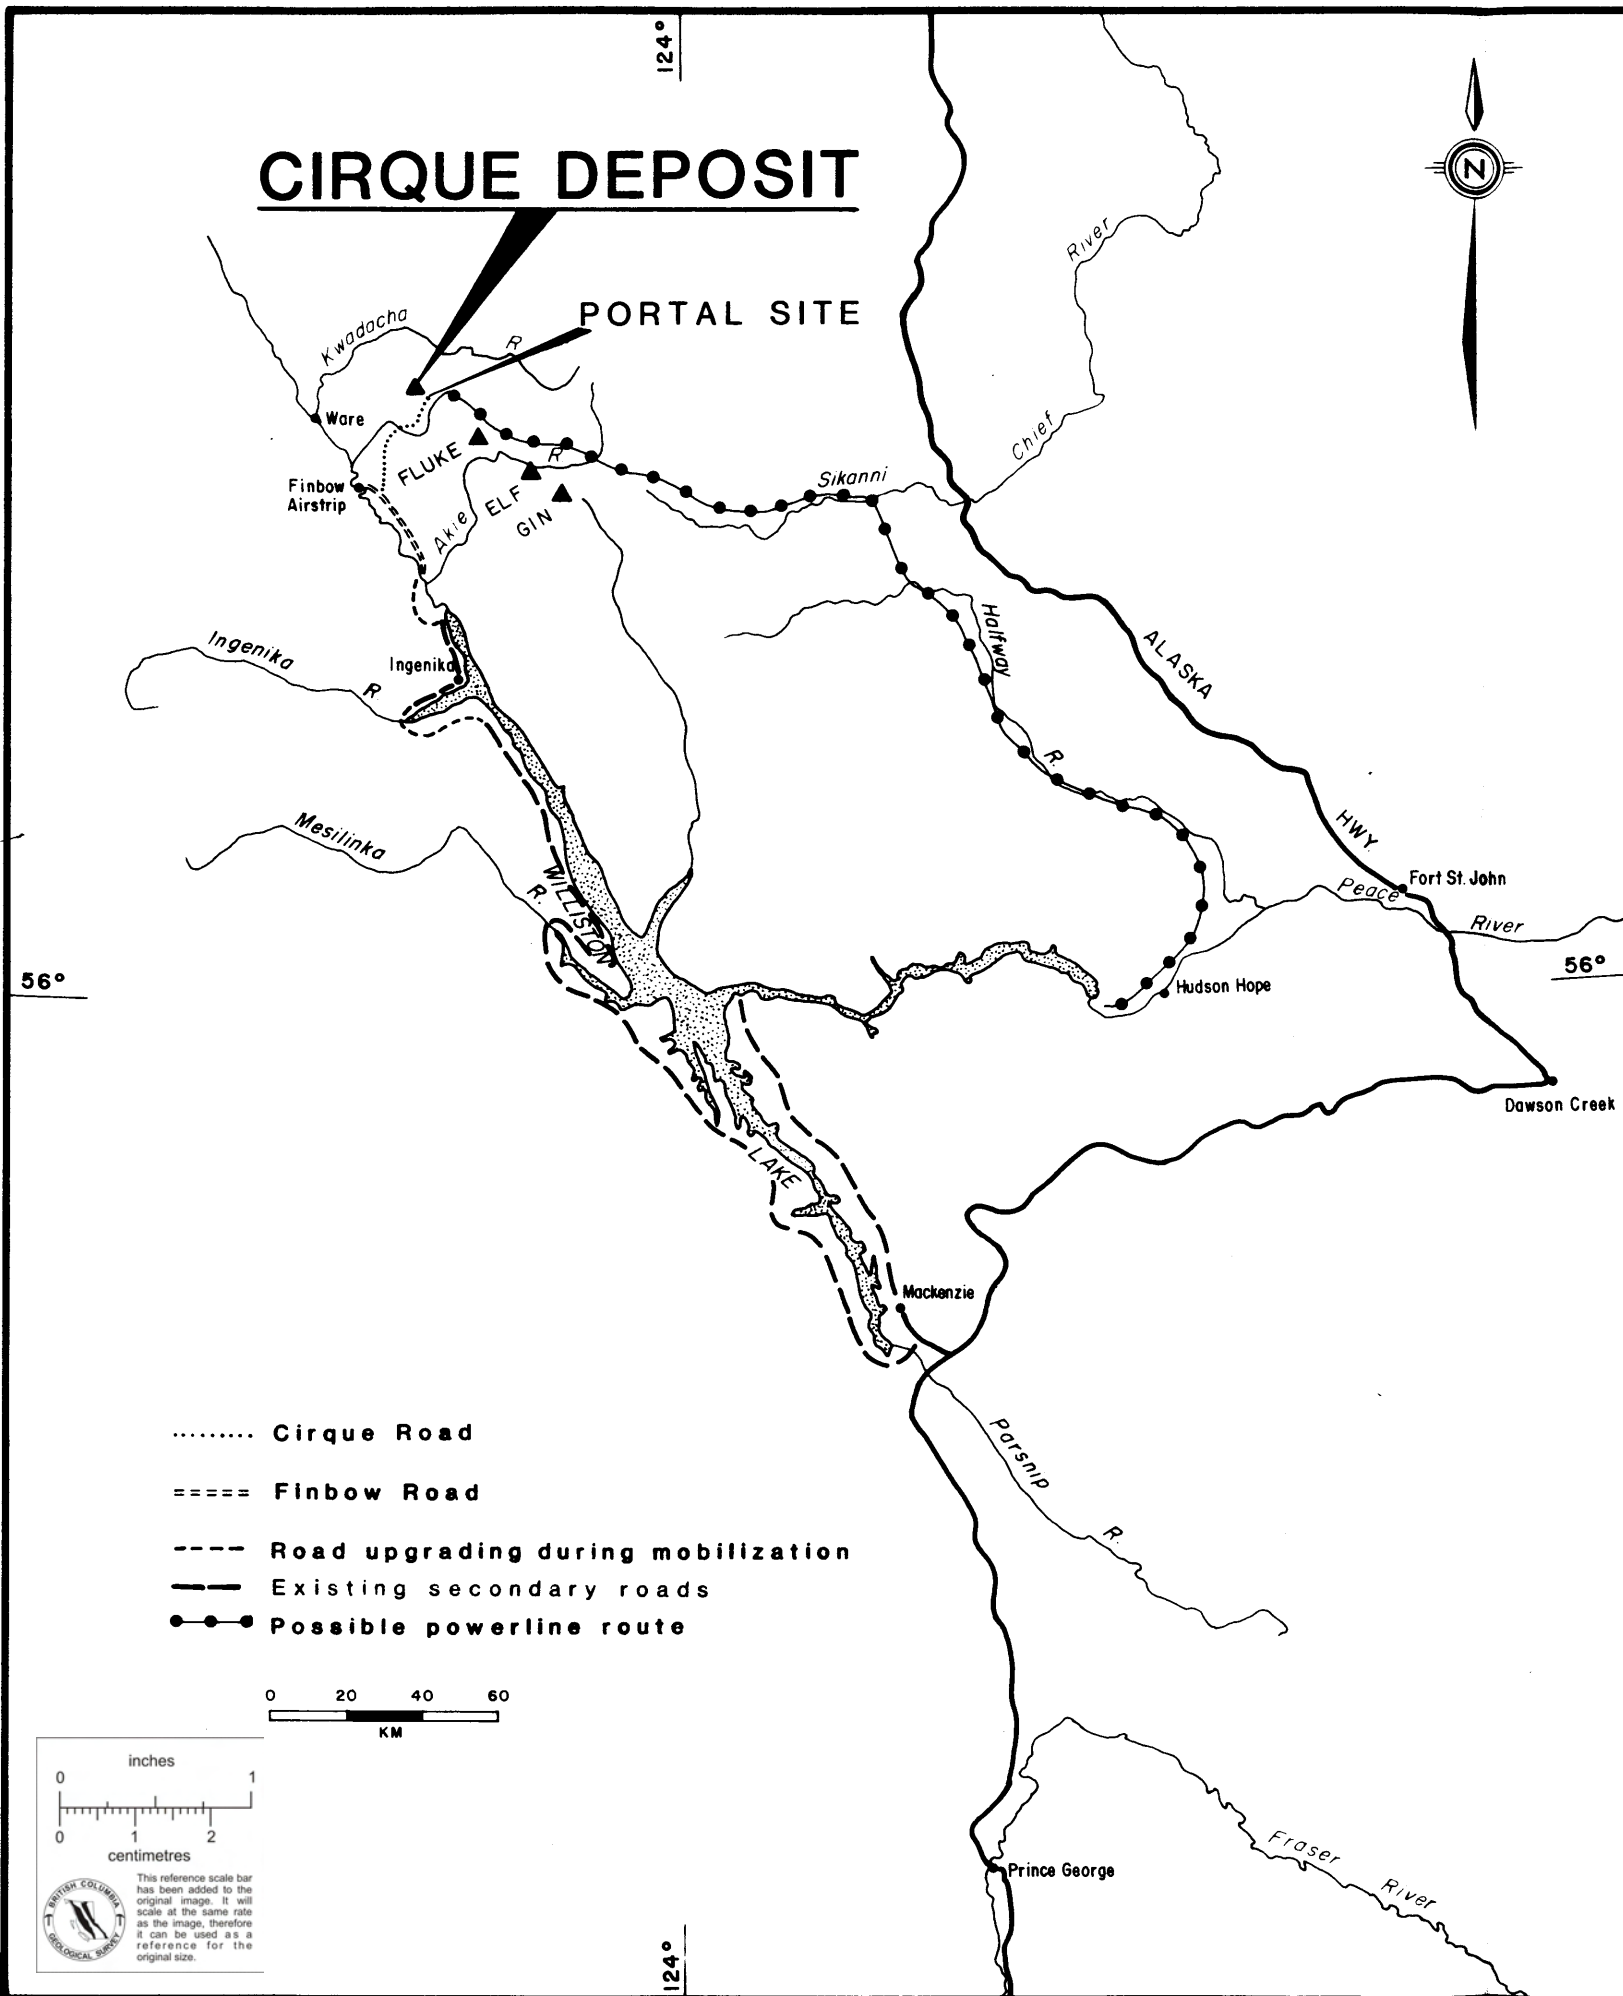 124°
N
CIRQUE DEPOSIT
River
PORTAL SITE
Kwadacha
R
Ware
Chief
FLUKE
R
Sikanni
Finbow
Airstrip
ELF
GIN
Akie
Halfway
Ingenika
R
Ingenika
ALASKA
R.
HWY.
Mesilinka
R.
WILLISTON
Fort St. John
Peace
River
56°
56°
Hudson Hope
Dawson Creek
LAKE
Mackenzie
Parsnip
R.
Cirque Road
Finbow Road
Road upgrading during mobilization
Existing secondary roads
Possible powerline route
0 20 40 60
KM
inches
0 1
0 1 2
centimetres
BRITISH COLUMBIA
GEOLOGICAL SURVEY
This reference scale bar
has been added to the
original image. It will
scale at the same rate
as the image, therefore
it can be used as a
reference for the
original size.
Prince George
Fraser
River
124°